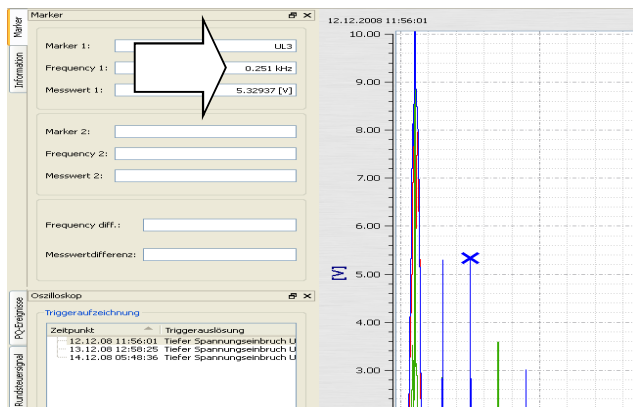 Marker
Marker
Information
Marker 1:
UL3
Frequency 1:
0.251 kHz
Messwert 1:
5.32937 [V]
Marker 2:
Frequency 2:
Messwert 2:
Frequency diff.:
Messwertdifferenz:
PQ-Ereignisse
Rundsteuersignal
Oszilloskop
Triggeraufzeichnung
Zeitpunkt
Triggerauslösung
12.12.08 11:56:01 Tiefer Spannungseinbruch U
13.12.08 12:58:25 Tiefer Spannungseinbruch U
14.12.08 05:48:36 Tiefer Spannungseinbruch U
12.12.2008 11:56:01
10.00
9.00
8.00
7.00
6.00
5.00
4.00
3.00
[V]